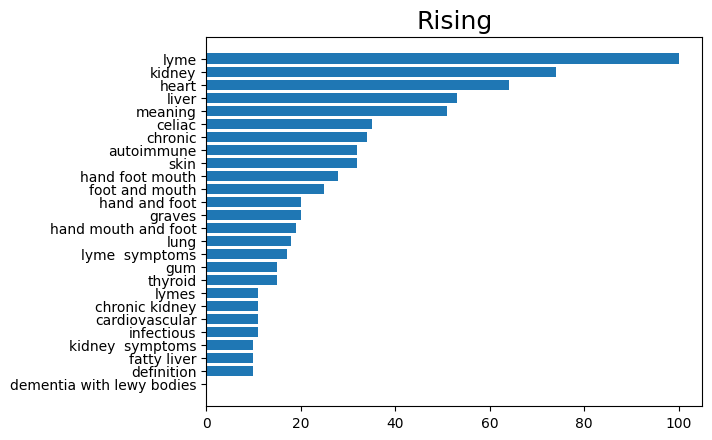 Rising
lyme
kidney
heart
liver
meaning
celiac
chronic
autoimmune
skin
hand foot mouth
foot and mouth
hand and foot
graves
hand mouth and foot
lung
lyme  symptoms
gum
thyroid
lymes
chronic kidney
cardiovascular
infectious
kidney  symptoms
fatty liver
definition
dementia with lewy bodies
0 20 40 60 80 100